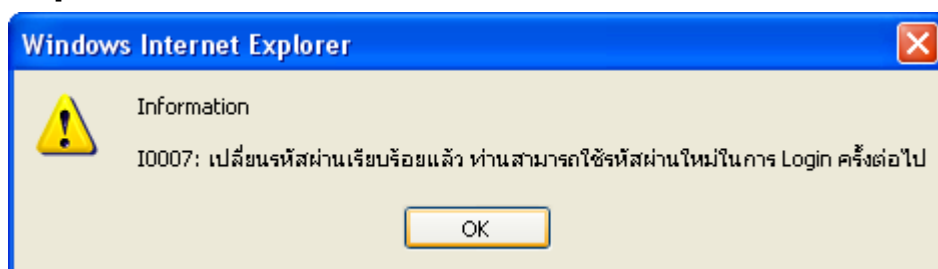 Windows Internet Explorer
Information
I0007: เปลี่ยนรหัสผ่านเรียบร้อยแล้ว ท่านสามารถใช้รหัสผ่านใหม่ในการ Login ครั้งต่อไป
OK